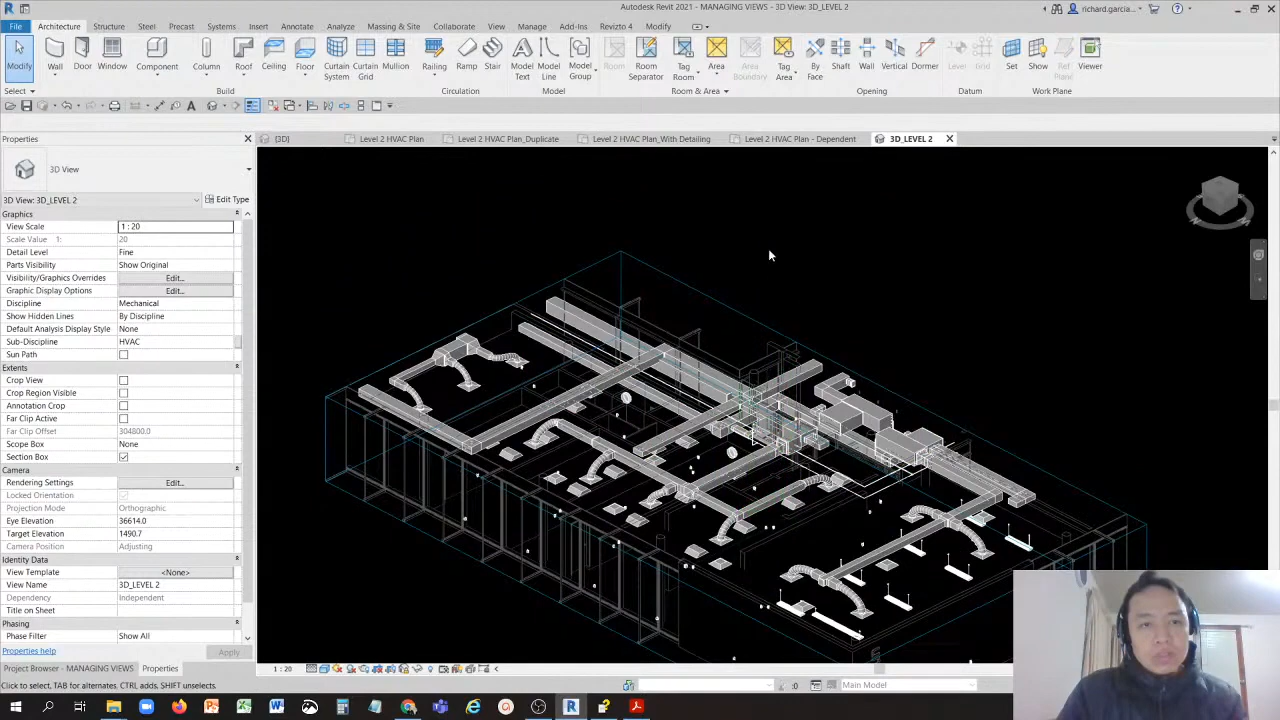 Autodesk Revit 2021 - MANAGING VIEWS - 3D View: 3D_LEVEL 2
richard.garcia...
File Architecture Structure Steel Precast Systems Insert Annotate Analyze Massing & Site Collaborate View Manage Add-Ins Revizto 4 Modify
Modify Wall Door Window Component Column Roof Ceiling Floor Curtain System Curtain Grid Mullion Railing Ramp Stair Model Text Model Line Model Group Room Room Separator Tag Room Area Area Boundary Tag Area By Face Shaft Wall Vertical Dormer Level Grid Set Show Ref Plane Viewer
Select Build Circulation Model Room & Area Opening Datum Work Plane
Properties
[3D] Level 2 HVAC Plan Level 2 HVAC Plan_Duplicate Level 2 HVAC Plan_With Detailing Level 2 HVAC Plan - Dependent 3D_LEVEL 2
3D View
3D View: 3D_LEVEL 2 Edit Type
Graphics
View Scale 1 : 20
Scale Value 1: 20
Detail Level Fine
Parts Visibility Show Original
Visibility/Graphics Overrides Edit...
Graphic Display Options Edit...
Discipline Mechanical
Show Hidden Lines By Discipline
Default Analysis Display Style None
Sub-Discipline HVAC
Sun Path
Extents
Crop View
Crop Region Visible
Annotation Crop
Far Clip Active
Far Clip Offset 304800.0
Scope Box None
Section Box
Camera
Rendering Settings Edit...
Locked Orientation
Projection Mode Orthographic
Eye Elevation 36614.0
Target Elevation 1490.7
Camera Position Adjusting
Identity Data
View Template <None>
View Name 3D_LEVEL 2
Dependency Independent
Title on Sheet
Phasing
Phase Filter Show All
Properties help Apply
Project Browser - MANAGING VIEWS Properties
1 : 20
Click to select, TAB for alternates, CTRL adds, SHIFT unselects.
:0 Main Model